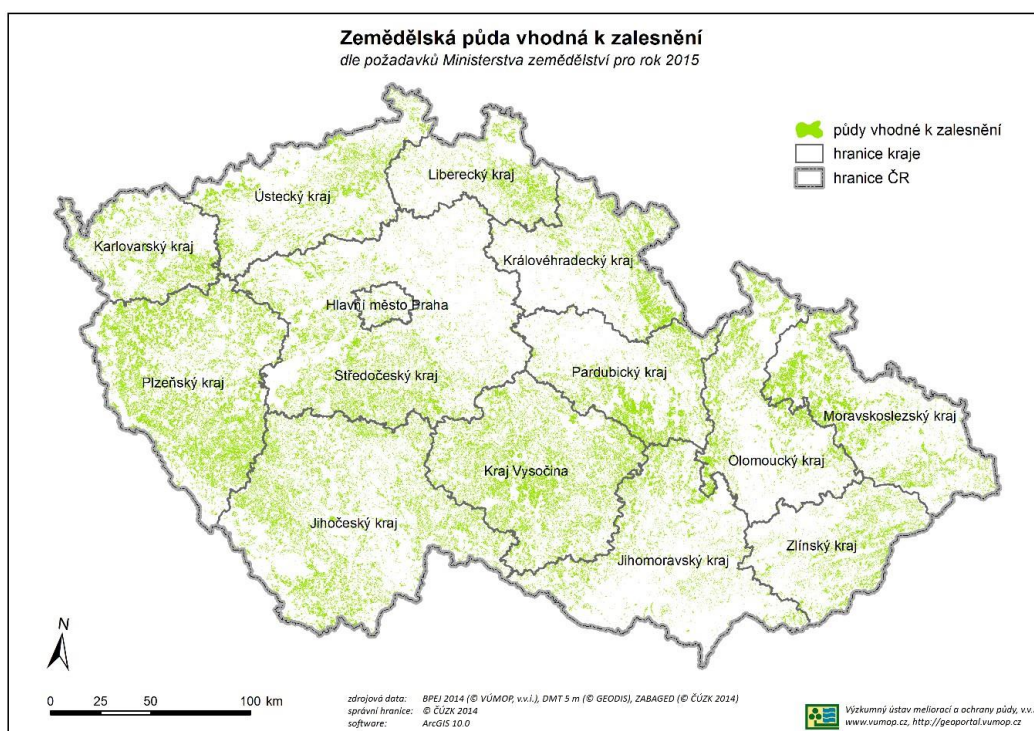 Zemědělská půda vhodná k zalesnění
dle požadavků Ministerstva zemědělství pro rok 2015
půdy vhodné k zalesnění
hranice kraje
hranice ČR
Liberecký kraj
Ústecký kraj
Karlovarský kraj
Královéhradecký kraj
Hlavní město Praha
Plzeňský kraj
Středočeský kraj
Pardubický kraj
Moravskoslezský kraj
Olomoucký kraj
Kraj Vysočina
Jihočeský kraj
Zlínský kraj
Jihomoravský kraj
N
0 25 50 100 km
zdrojová data: BPEJ 2014 (© VÚMOP, v.v.i.), DMT 5 m (© GEODIS), ZABAGED (© ČÚZK 2014)
správní hranice: © ČÚZK 2014
software: ArcGIS 10.0
Výzkumný ústav meliorací a ochrany půdy, v.v.i.
www.vumop.cz, http://geoportal.vumop.cz